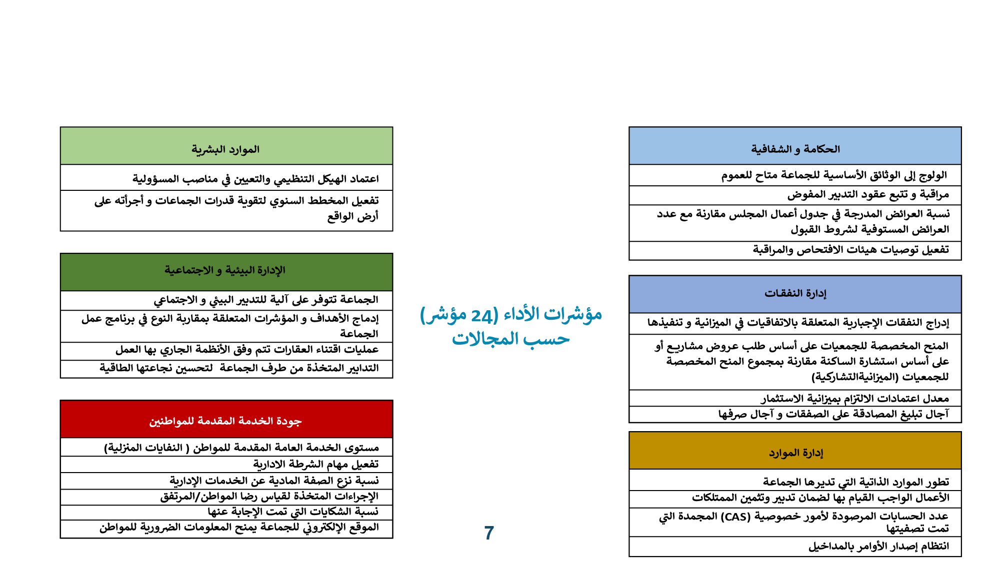 الحكامة و الشفافية
الولوج إلى الوثائق الأساسية للجماعة متاح للعموم
مراقبة و تتبع عقود التدبير المفوض
نسبة العرائض المدرجة في جدول أعمال المجلس مقارنة مع عدد
العرائض المستوفية لشروط القبول
تفعيل توصيات هيئات الافتحاص والمراقبة
إدارة النفقات
إدراج النفقات الإجبارية المتعلقة بالاتفاقيات في الميزانية و تنفيذها
المنح المخصصة للجمعيات على أساس طلب عروض مشاريع أو
على أساس استشارة الساكنة مقارنة بمجموع المنح المخصصة
للجمعيات (الميزانيةالتشاركية)
معدل اعتمادات الالتزام بميزانية الاستثمار
آجال تبليغ المصادقة على الصفقات و آجال صرفها
إدارة الموارد
تطور الموارد الذاتية التي تديرها الجماعة
الأعمال الواجب القيام بها لضمان تدبير وتثمين الممتلكات
عدد الحسابات المرصودة لأمور خصوصية (CAS) المجمدة التي
تمت تصفيتها
انتظام إصدار الأوامر بالمداخيل
مؤشرات الأداء (24 مؤشر)
حسب المجالات
الموارد البشرية
اعتماد الهيكل التنظيمي والتعيين في مناصب المسؤولية
تفعيل المخطط السنوي لتقوية قدرات الجماعات و أجرأته على
أرض الواقع
الإدارة البيئية و الاجتماعية
الجماعة تتوفر على آلية للتدبير البيئي و الاجتماعي
إدماج الأهداف و المؤشرات المتعلقة بمقاربة النوع في برنامج عمل
الجماعة
عمليات اقتناء العقارات تتم وفق الأنظمة الجاري بها العمل
التدابير المتخذة من طرف الجماعة لتحسين نجاعتها الطاقية
جودة الخدمة المقدمة للمواطنين
مستوى الخدمة العامة المقدمة للمواطن ( النفايات المنزلية)
تفعيل مهام الشرطة الادارية
نسبة نزع الصفة المادية عن الخدمات الإدارية
الإجراءات المتخذة لقياس رضا المواطن/المرتفق
نسبة الشكايات التي تمت الإجابة عنها
الموقع الإلكتروني للجماعة يمنح المعلومات الضرورية للمواطن
7